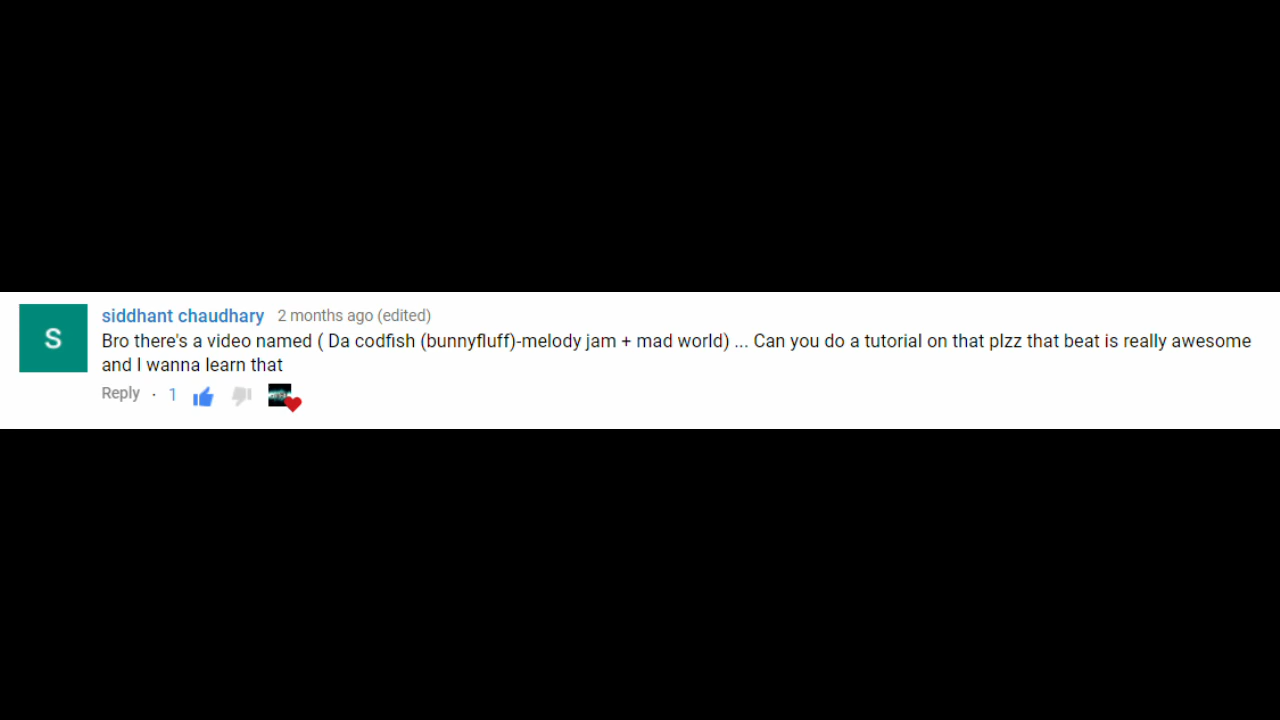 S
siddhant chaudhary 2 months ago (edited)
Bro there's a video named ( Da codfish (bunnyfluff)-melody jam + mad world) ... Can you do a tutorial on that plzz that beat is really awesome
and I wanna learn that
Reply · 1